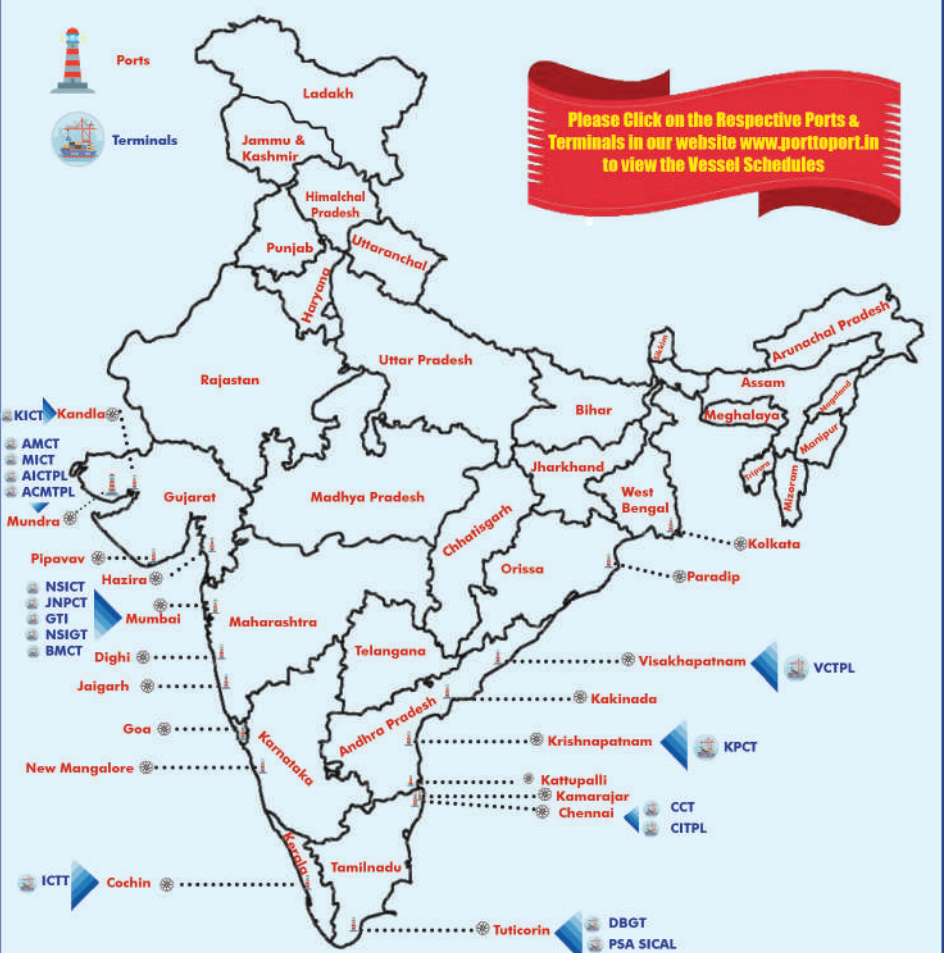 Ports
Terminals
Please Click on the Respective Ports &
Terminals in our website www.porttoport.in
to view the Vessel Schedules
Ladakh
Jammu &
Kashmir
Himalchal
Pradesh
Punjab
Uttaranchal
Haryana
Rajastan
Uttar Pradesh
Sikkim
Arunachal Pradesh
Assam
Nagaland
Meghalaya
Manipur
Tripura
Mizoram
Bihar
Jharkhand
West
Bengal
Gujarat
Madhya Pradesh
Chhatisgarh
Orissa
Maharashtra
Telangana
Andhra Pradesh
Karnataka
Kerala
Tamilnadu
KICT
Kandla
AMCT
MICT
AICTPL
ACMTPL
Mundra
Pipavav
Hazira
NSICT
JNPCT
GTI
NSIGT
BMCT
Mumbai
Dighi
Jaigarh
Goa
New Mangalore
ICTT
Cochin
Kolkata
Paradip
Visakhapatnam
VCTPL
Kakinada
Krishnapatnam
KPCT
Kattupalli
Kamarajar
Chennai
CCT
CITPL
Tuticorin
DBGT
PSA SICAL